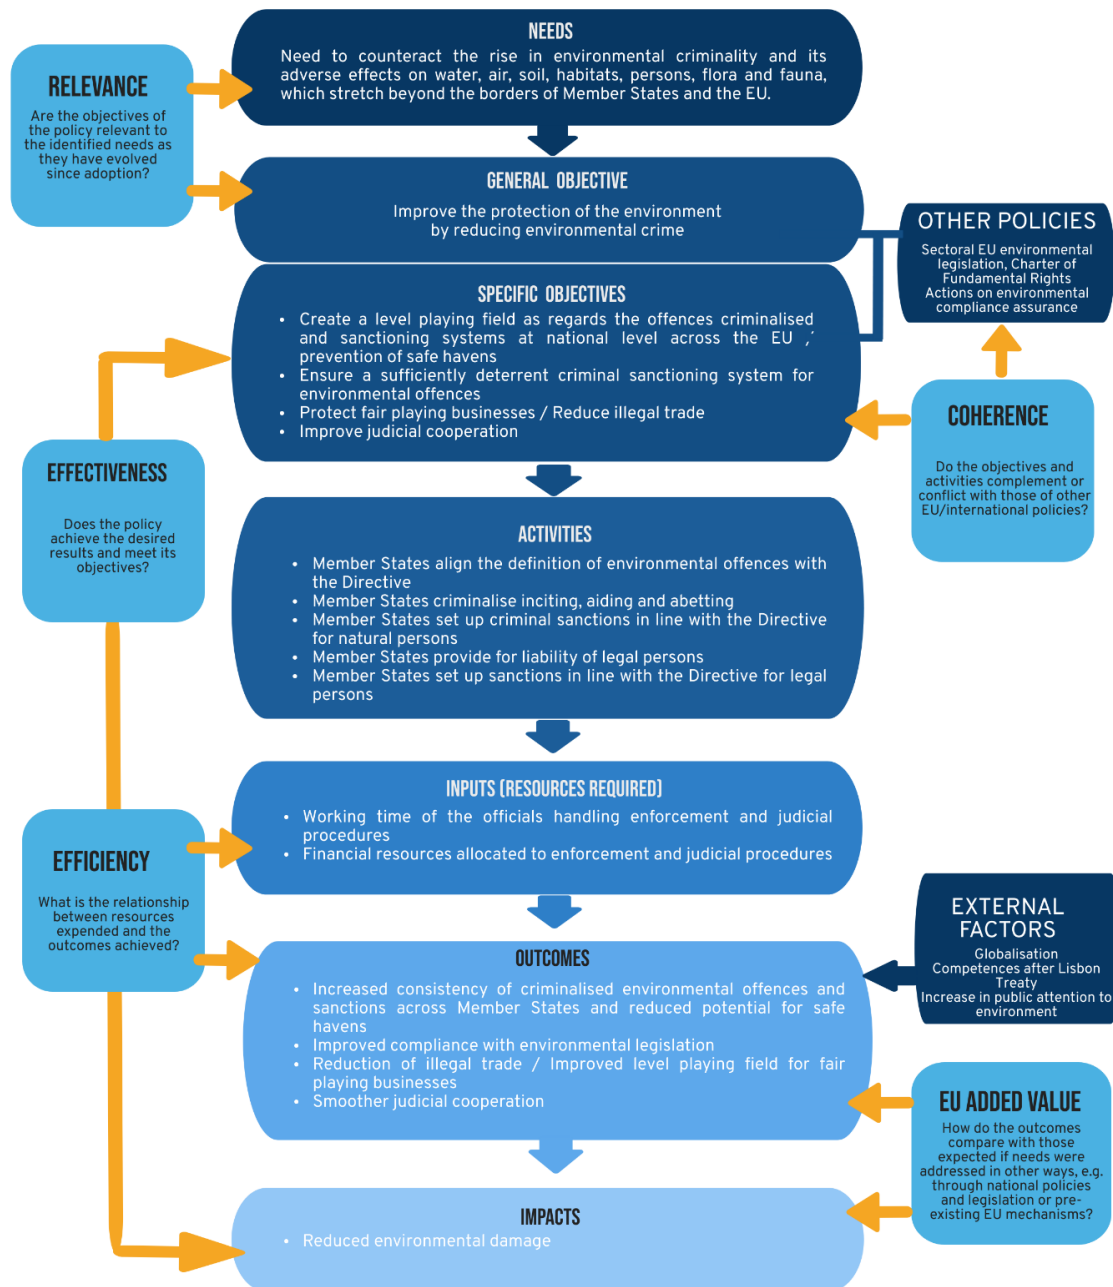 NEEDS
Need to counteract the rise in environmental criminality and its
adverse effects on water, air, soil, habitats, persons, flora and fauna,
which stretch beyond the borders of Member States and the EU.
RELEVANCE
Are the objectives of
the policy relevant to
the identified needs as
they have evolved
since adoption?
GENERAL OBJECTIVE
Improve the protection of the environment
by reducing environmental crime
OTHER POLICIES
Sectoral EU environmental
legislation, Charter of
Fundamental Rights
Actions on environmental
compliance assurance
SPECIFIC OBJECTIVES
• Create a level playing field as regards the offences criminalised
and sanctioning systems at national level across the EU ,´
prevention of safe havens
• Ensure a sufficiently deterrent criminal sanctioning system for
environmental offences
• Protect fair playing businesses / Reduce illegal trade
• Improve judicial cooperation
COHERENCE
Do the objectives and
activities complement or
conflict with those of other
EU/international policies?
EFFECTIVENESS
Does the policy
achieve the desired
results and meet its
objectives?
ACTIVITIES
• Member States align the definition of environmental offences with
the Directive
• Member States criminalise inciting, aiding and abetting
• Member States set up criminal sanctions in line with the Directive
for natural persons
• Member States provide for liability of legal persons
• Member States set up sanctions in line with the Directive for legal
persons
INPUTS (RESOURCES REQUIRED)
• Working time of the officials handling enforcement and judicial
procedures
• Financial resources allocated to enforcement and judicial procedures
EFFICIENCY
What is the relationship
between resources
expended and the
outcomes achieved?
EXTERNAL
FACTORS
Globalisation
Competences after Lisbon
Treaty
Increase in public attention to
environment
OUTCOMES
• Increased consistency of criminalised environmental offences and
sanctions across Member States and reduced potential for safe
havens
• Improved compliance with environmental legislation
• Reduction of illegal trade / Improved level playing field for fair
playing businesses
• Smoother judicial cooperation
EU ADDED VALUE
How do the outcomes
compare with those
expected if needs were
addressed in other ways, e.g.
through national policies
and legislation or pre-
existing EU mechanisms?
IMPACTS
• Reduced environmental damage